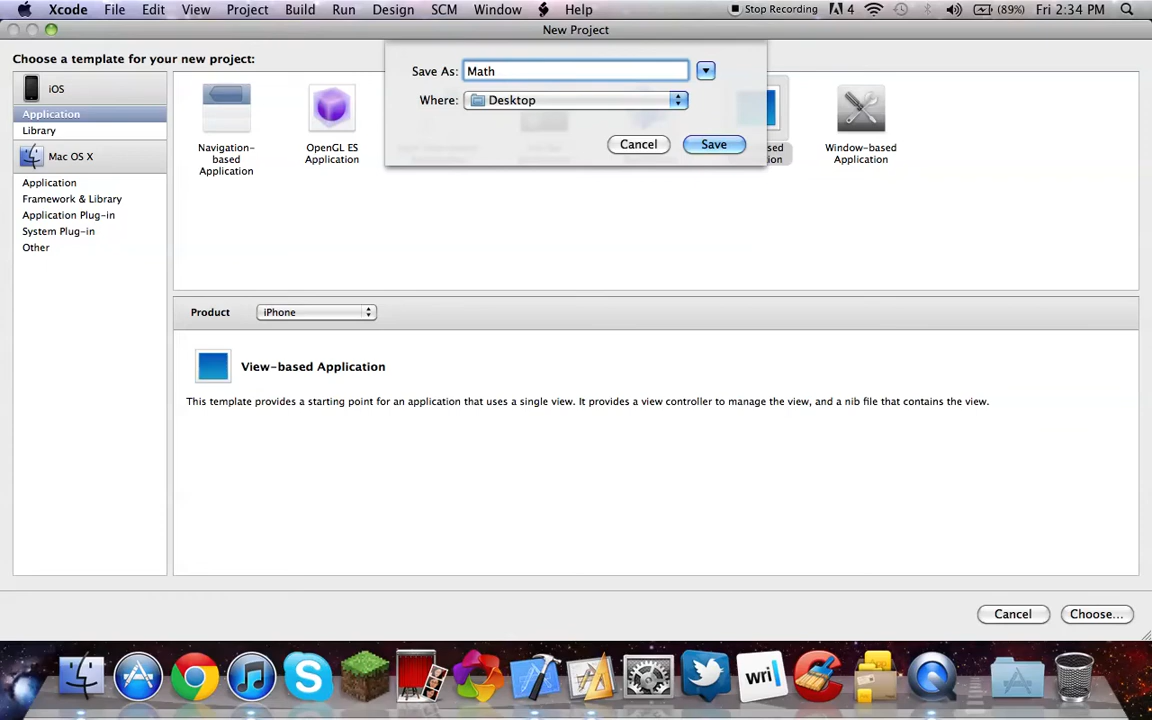 Xcode File Edit View Project Build Run Design SCM Window Help Stop Recording 4 (89%) Fri 2:34 PM
New Project
Choose a template for your new project:
Save As: Math
Where: Desktop
Cancel Save
iOS
Application
Library
Mac OS X
Application
Framework & Library
Application Plug-in
System Plug-in
Other
Navigation-
based
Application
OpenGL ES
Application
Window-based
Application
Product iPhone
View-based Application
This template provides a starting point for an application that uses a single view. It provides a view controller to manage the view, and a nib file that contains the view.
Cancel Choose...
wri